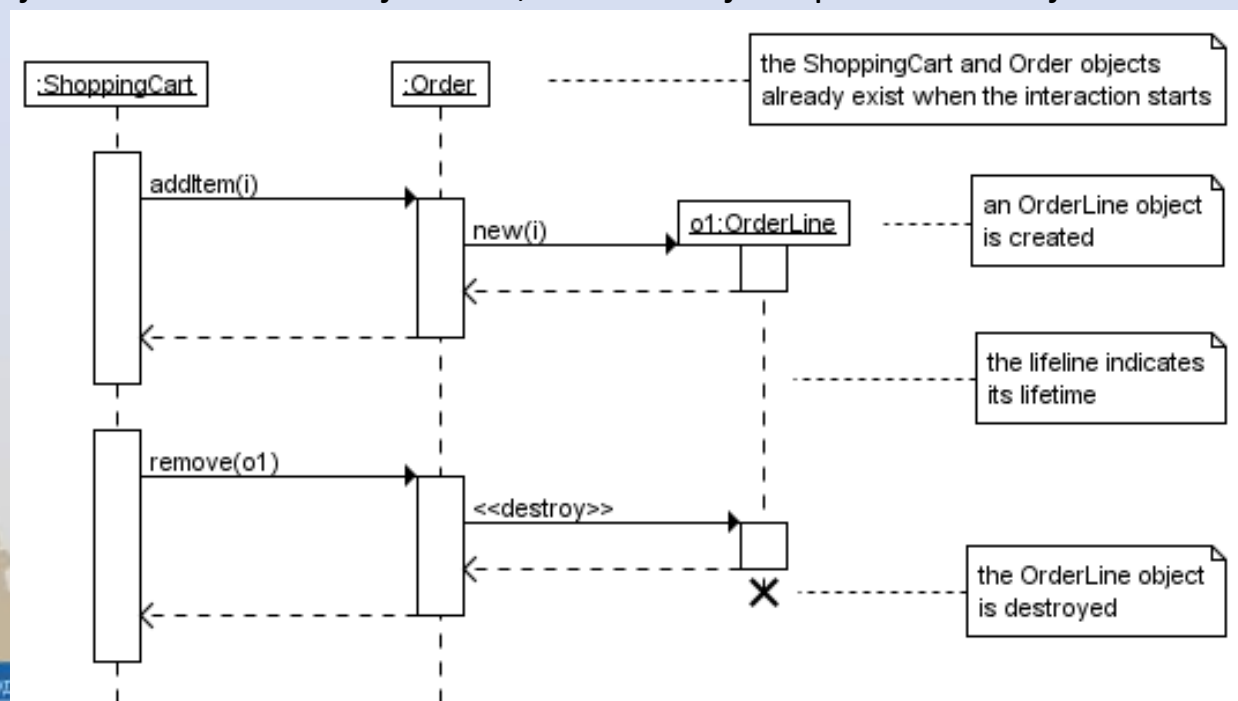 :ShoppingCart
:Order
the ShoppingCart and Order objects
already exist when the interaction starts
addItem(i)
new(i)
o1:OrderLine
an OrderLine object
is created
the lifeline indicates
its lifetime
remove(o1)
<<destroy>>
the OrderLine object
is destroyed